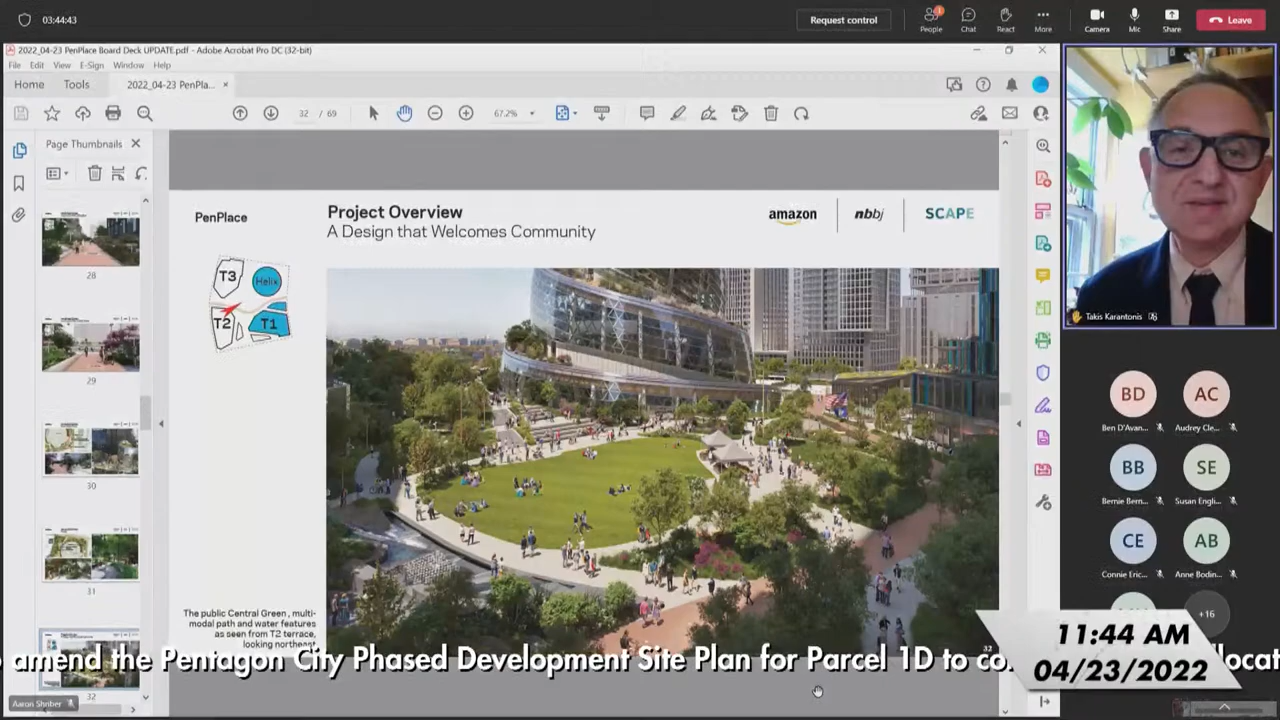 03:44:43
Request control
1
People
Chat
React
More
Camera
Mic
Share
Leave
2022_04-23 PenPlace Board Deck UPDATE.pdf - Adobe Acrobat Pro DC (32-bit)
File Edit View E-Sign Window Help
Home Tools 2022_04-23 PenPla... ×
32 / 69 67.2%
Page Thumbnails
28
29
30
31
32
PenPlace
Project Overview
A Design that Welcomes Community
amazon nbbj SCAPE
T3 Helix
T2 T1
The public Central Green , multi-
modal path and water features
as seen from T2 terrace,
looking northeast
32
Takis Karantonis
BD AC
Ben D'Avan... Audrey Cle...
BB SE
Bernie Bern... Susan Engli...
CE AB
Connie Eric... Anne Bodin...
+16
11:44 AM
04/23/2022
amend the Pentagon City Phased Development Site Plan for Parcel 1D to co
Aaron Shriber